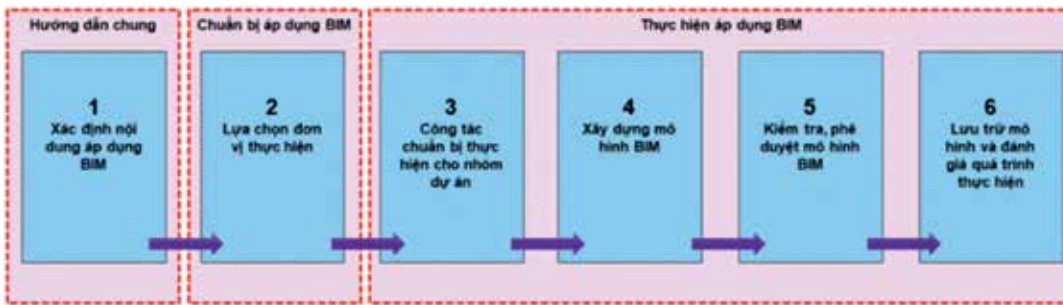 Hướng dẫn chung
Chuẩn bị áp dụng BIM
Thực hiện áp dụng BIM
1
Xác định nội
dung áp dụng
BIM
2
Lựa chọn đơn
vị thực hiện
3
Công tác
chuẩn bị thực
hiện cho nhóm
dự án
4
Xây dựng mô
hình BIM
5
Kiểm tra, phê
duyệt mô hình
BIM
6
Lưu trữ mô
hình và đánh
giá quá trình
thực hiện